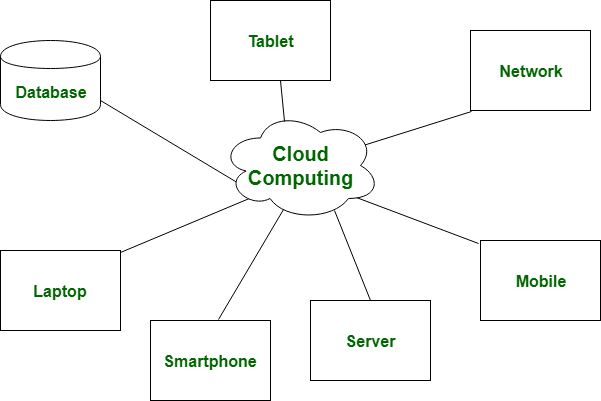 Tablet
Network
Database
Cloud
Computing
Laptop
Mobile
Server
Smartphone